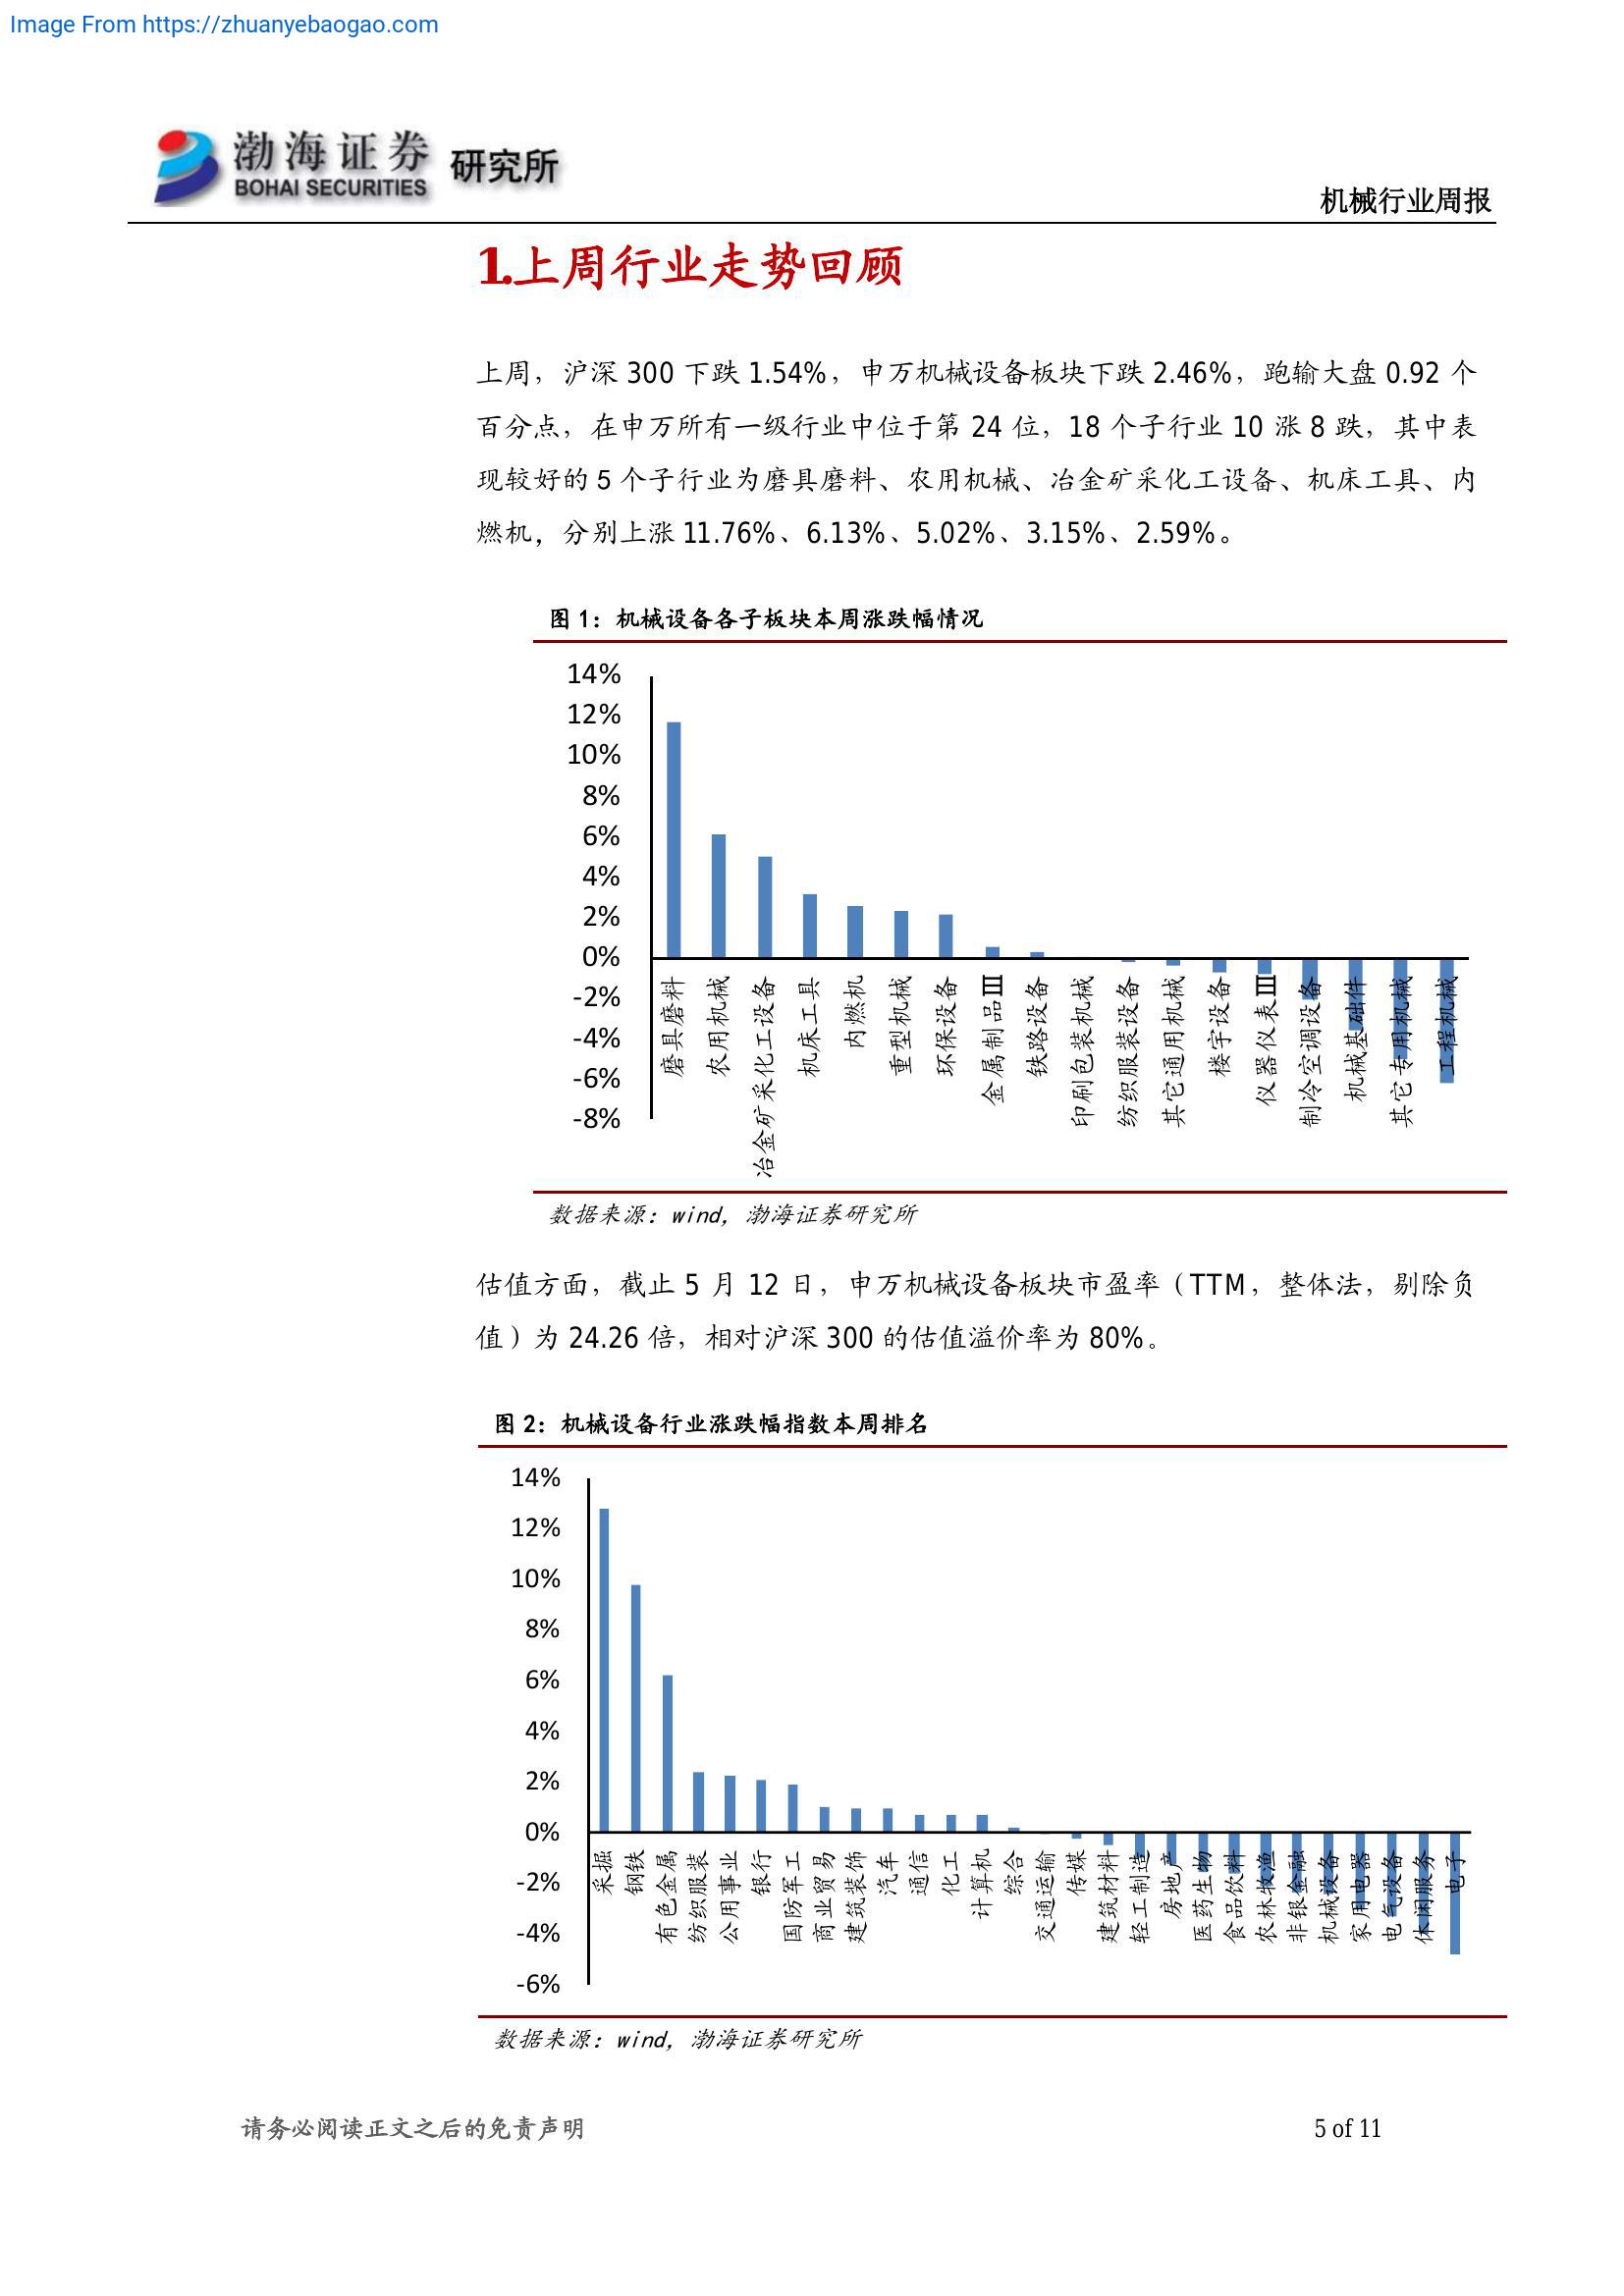 Image From https://zhuanyebaogao.com
渤海证券 研究所
BOHAI SECURITIES
机械行业周报
1.上周行业走势回顾
上周，沪深 300 下跌 1.54%，申万机械设备板块下跌 2.46%，跑输大盘 0.92 个
百分点，在申万所有一级行业中位于第 24 位，18 个子行业 10 涨 8 跌，其中表
现较好的 5 个子行业为磨具磨料、农用机械、冶金矿采化工设备、机床工具、内
燃机，分别上涨 11.76%、6.13%、5.02%、3.15%、2.59%。
图 1：机械设备各子板块本周涨跌幅情况
14%
12%
10%
8%
6%
4%
2%
0%
-2%
-4%
-6%
-8%
磨具磨料
农用机械
冶金矿采化工设备
机床工具
内燃机
重型机械
环保设备
金属制品Ⅲ
铁路设备
印刷包装机械
纺织服装设备
其它通用机械
楼宇设备
仪器仪表Ⅲ
制冷空调设备
机械基础件
其它专用机械
工程机械
数据来源：wind，渤海证券研究所
估值方面，截止 5 月 12 日，申万机械设备板块市盈率（TTM，整体法，剔除负
值）为 24.26 倍，相对沪深 300 的估值溢价率为 80%。
图 2：机械设备行业涨跌幅指数本周排名
14%
12%
10%
8%
6%
4%
2%
0%
-2%
-4%
-6%
采掘
钢铁
有色金属
纺织服装
公用事业
银行
国防军工
商业贸易
建筑装饰
汽车
通信
化工
计算机
综合
交通运输
传媒
建筑材料
轻工制造
房地产
医药生物
食品饮料
农林牧渔
非银金融
机械设备
家用电器
电气设备
休闲服务
电子
数据来源：wind，渤海证券研究所
请务必阅读正文之后的免责声明
5 of 11